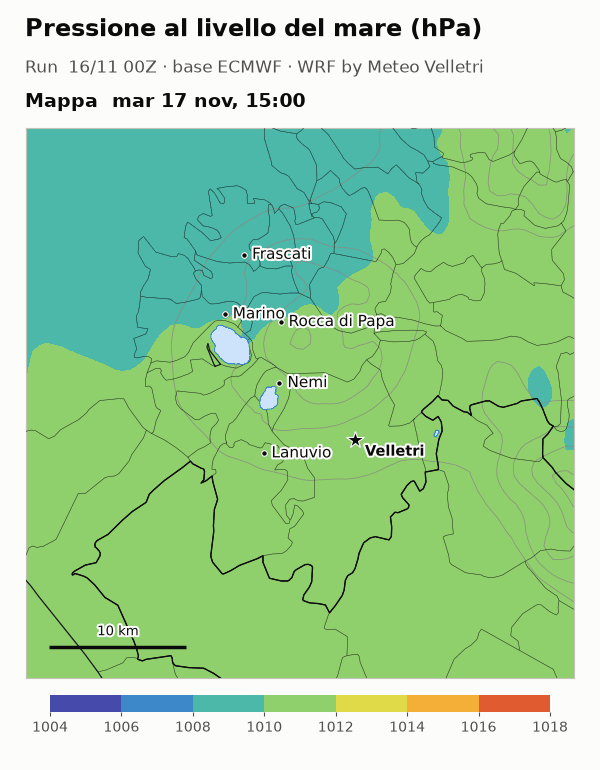 Pressione al livello del mare (hPa)
Run  16/11 00Z · base ECMWF · WRF by Meteo Velletri
Mappa  mar 17 nov, 15:00
Frascati
Marino
Rocca di Papa
Nemi
Velletri
Lanuvio
10 km
1004 1006 1008 1010 1012 1014 1016 1018